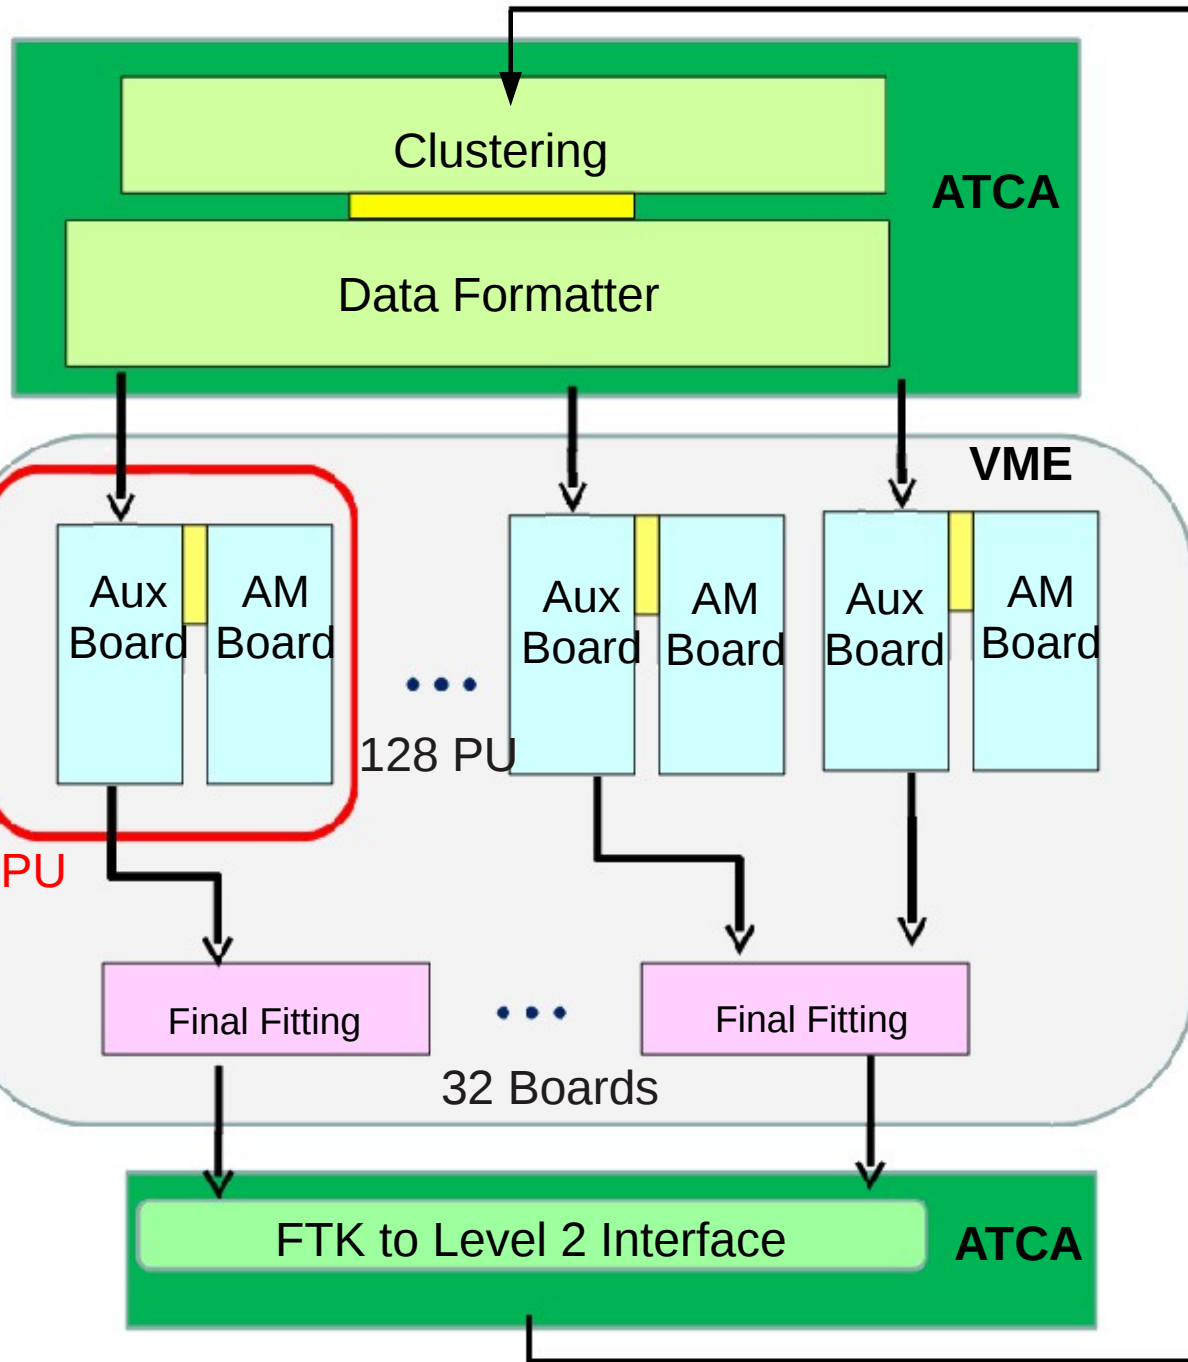 Clustering
ATCA
Data Formatter
VME
Aux
Board
AM
Board
Aux
Board
AM
Board
Aux
Board
AM
Board
128 PU
PU
Final Fitting
Final Fitting
32 Boards
FTK to Level 2 Interface
ATCA